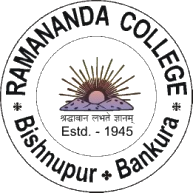 RAMANANDA COLLEGE
श्रद्धावान लभते ज्ञानम्
Estd. - 1945
Bishnupur Bankura